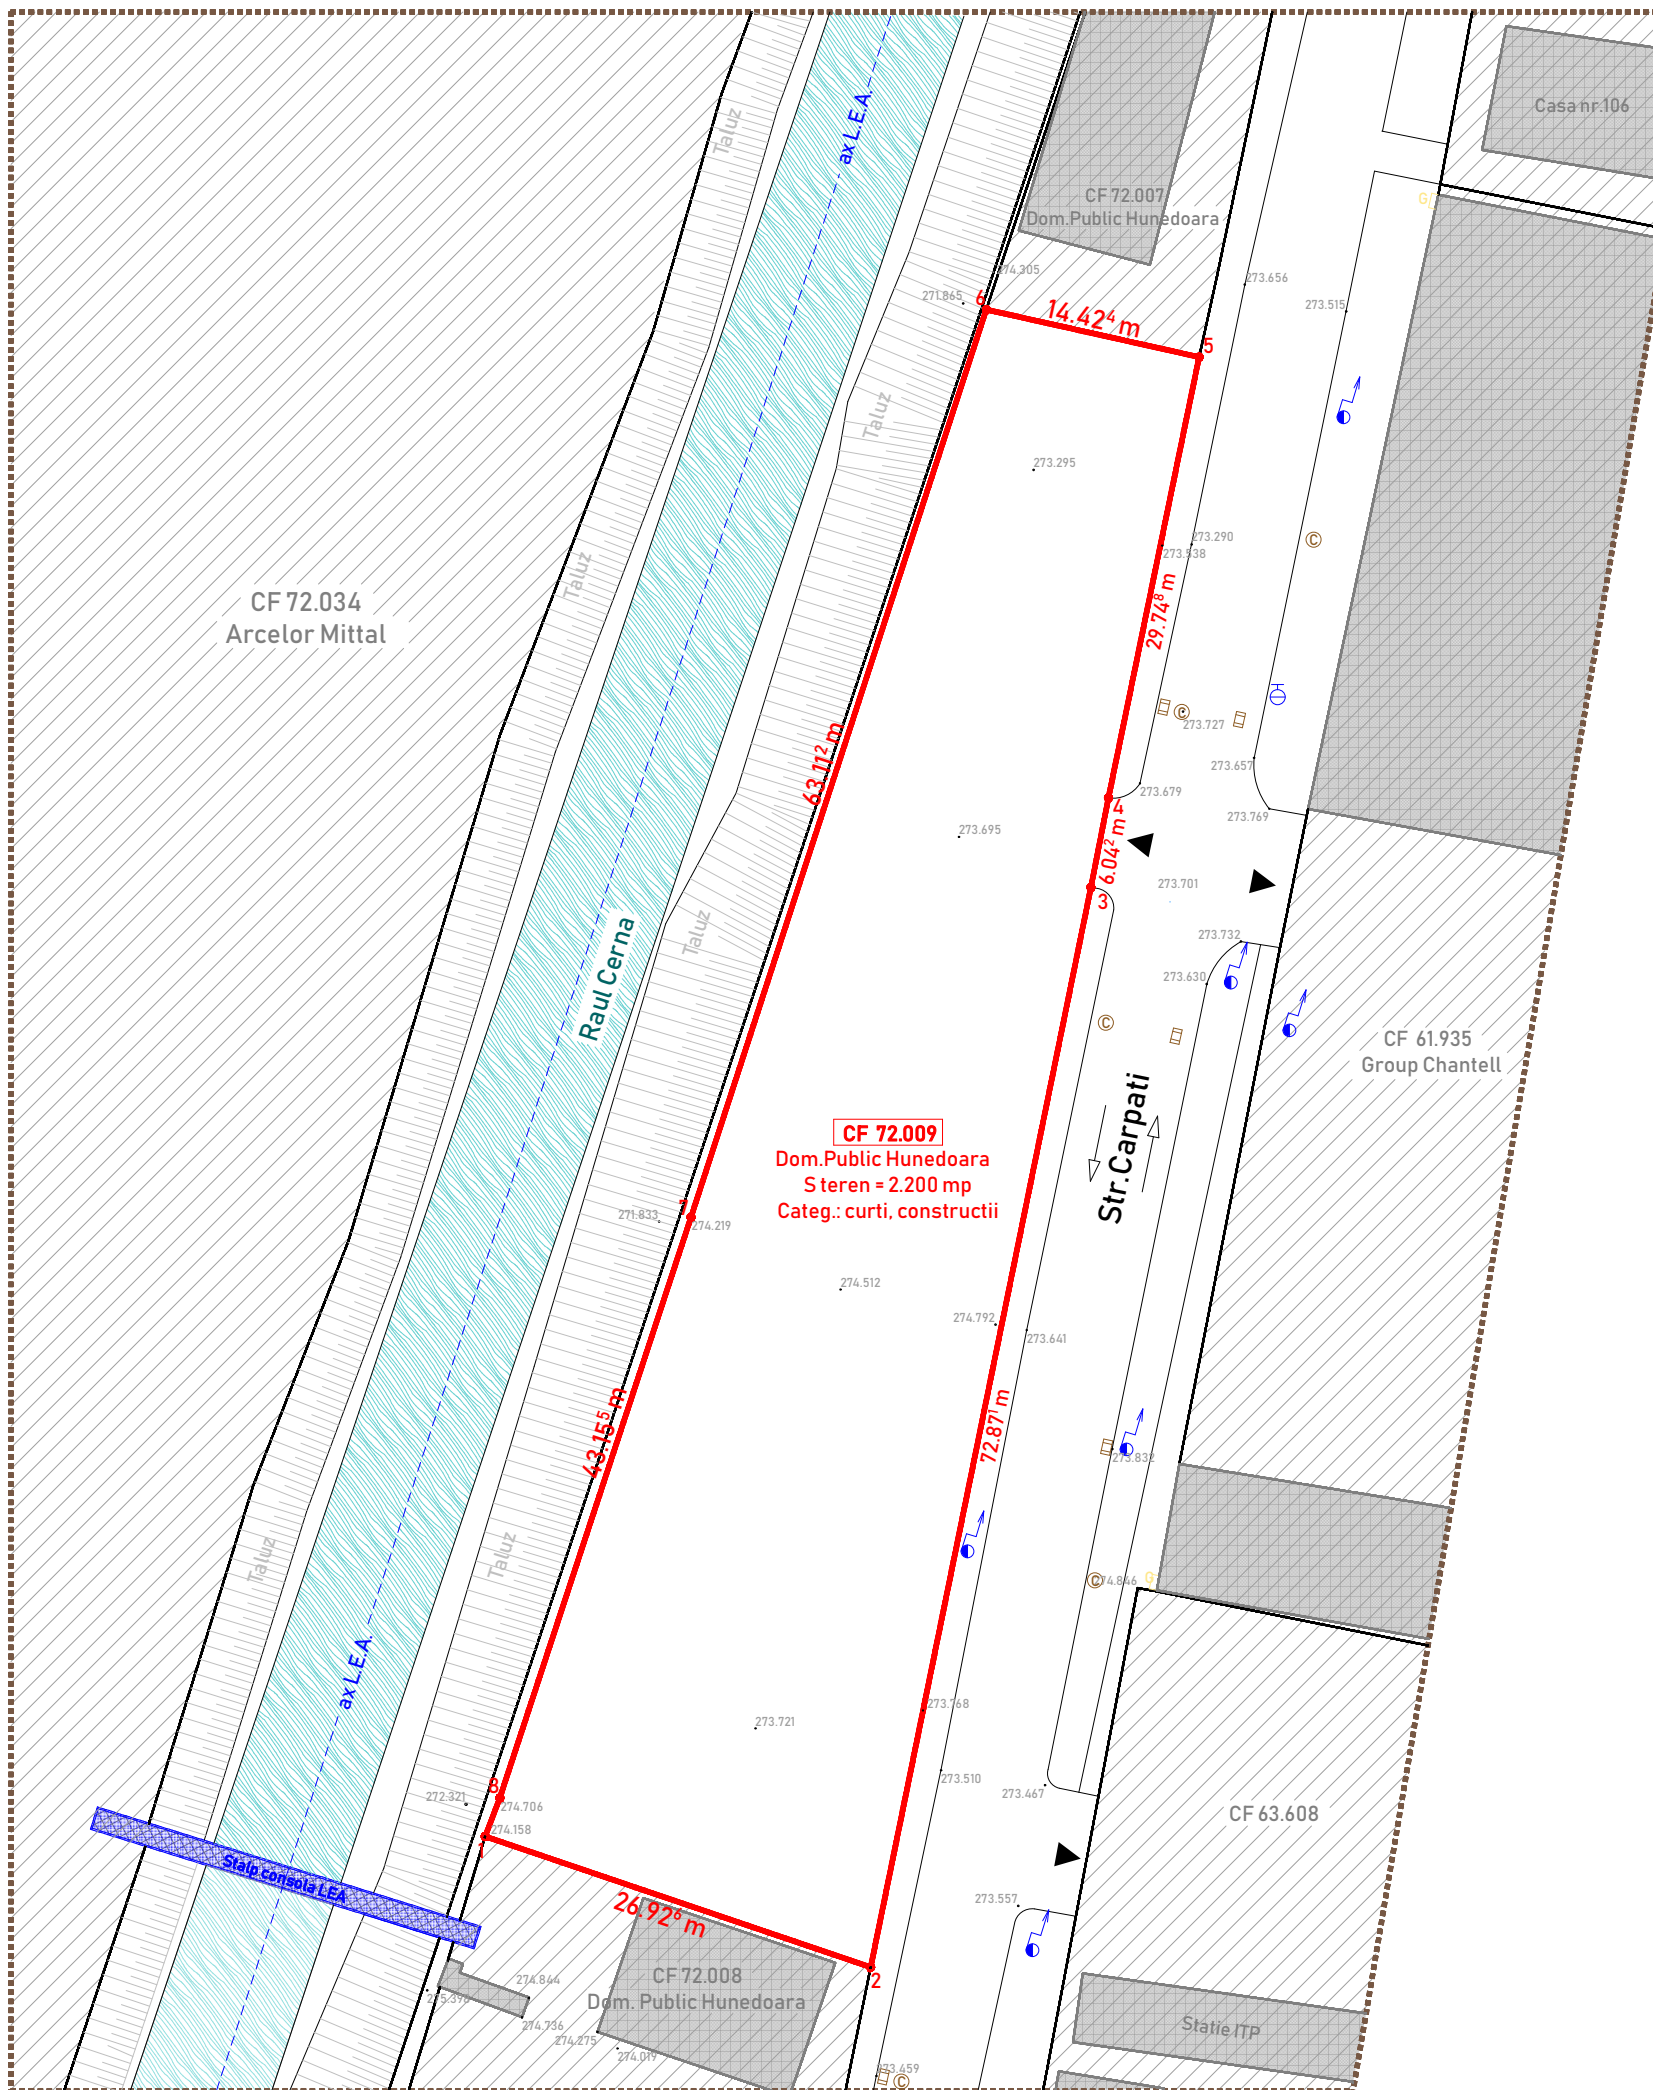 Casa nr.106
ax L.E.A.
Taluz
CF 72.007
Dom.Public Hunedoara
G
274.305
271.865
6
14.42⁴ m
5
273.656
273.515
Taluz
273.295
273.290
273.538
Taluz
29.74⁸ m
CF 72.034
Arcelor Mittal
63.11² m
©
©
273.727
273.657
273.679
4
273.769
6.04² m
273.695
273.701
3
Taluz
Raul Cerna
273.732
273.630
©
CF 61.935
Group Chantell
Str.Carpati
CF 72.009
Dom.Public Hunedoara
S teren = 2.200 mp
Categ.: curti, constructii
271.833
274.219
274.512
274.792
273.641
43.15⁵ m
72.87¹ m
273.832
Taluz
Taluz
©
274.846
G
ax L.E.A.
273.768
273.721
273.510
273.467
8
272.321
274.706
274.158
1
CF 63.608
Stalp consola LEA
26.92⁶ m
273.557
2
CF 72.008
Dom. Public Hunedoara
274.844
274.736
274.275
274.019
Statie ITP
273.459
©